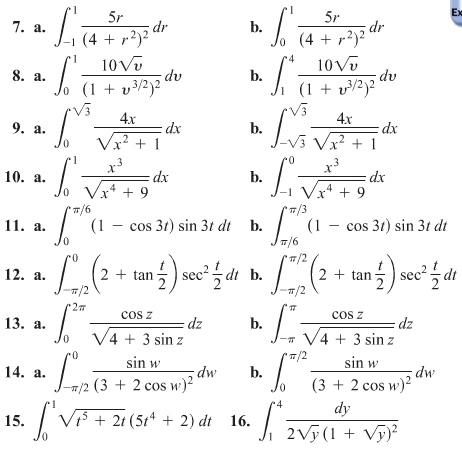 Ex
7. a. ∫_{-1}^{1} 5r/(4 + r²)² dr b. ∫_{0}^{1} 5r/(4 + r²)² dr
8. a. ∫_{0}^{1} 10√v/(1 + v^{3/2})² dv b. ∫_{1}^{4} 10√v/(1 + v^{3/2})² dv
9. a. ∫_{0}^{√3} 4x/√(x² + 1) dx b. ∫_{-√3}^{√3} 4x/√(x² + 1) dx
10. a. ∫_{0}^{1} x³/√(x⁴ + 9) dx b. ∫_{-1}^{0} x³/√(x⁴ + 9) dx
11. a. ∫_{0}^{π/6} (1 − cos 3t) sin 3t dt b. ∫_{π/6}^{π/3} (1 − cos 3t) sin 3t dt
12. a. ∫_{-π/2}^{0} (2 + tan t/2) sec² t/2 dt b. ∫_{-π/2}^{π/2} (2 + tan t/2) sec² t/2 dt
13. a. ∫_{0}^{2π} cos z/√(4 + 3 sin z) dz b. ∫_{-π}^{π} cos z/√(4 + 3 sin z) dz
14. a. ∫_{-π/2}^{0} sin w/(3 + 2 cos w)² dw b. ∫_{0}^{π/2} sin w/(3 + 2 cos w)² dw
15. ∫_{0}^{1} √(t⁵ + 2t) (5t⁴ + 2) dt 16. ∫_{1}^{4} dy/(2√y (1 + √y)²)